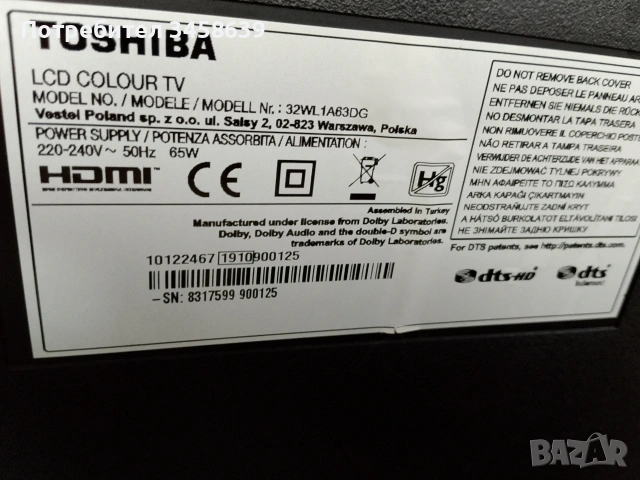 Потребител 3458639
TOSHIBA
LCD COLOUR TV
MODEL NO. / MODELE / MODELL Nr. : 32WL1A63DG
Vestel Poland sp. z o.o. ul. Salsy 2, 02-823 Warszawa, Polska
POWER SUPPLY / POTENZA ASSORBITA / ALIMENTATION :
220-240V~ 50Hz 65W
HDMI
CE
Hg
Assembled in Turkey
Manufactured under license from Dolby Laboratories.
Dolby, Dolby Audio and the double-D symbol are
trademarks of Dolby Laboratories.
10122467 1910 900125
-SN: 8317599 900125
DO NOT REMOVE BACK COVER
NE PAS DEPOSER LE PANNEAU AR
ENTFERNEN SIE NIEMALS DIE RÜCK
NO DESMONTAR LA TAPA TRASERA
NON RIMUOVERE IL COPERCHIO POSTE
NÃO RETIRAR A TAMPA TRASEIRA
VERWIJDER DE ACHTERZIJDE VAN HET APPARAA
NIE ZDEJMOWAĆ TYLNEJ POKRYWY
ΜΗΝ ΑΦΑΙΡΕΙΤΕ ΤΟ ΠΙΣΩ ΚΑΛΥΜΜΑ
ARKA KAPAĞI ÇIKARTMAYIN
NEODSTRAŇUJTE ZADNÍ KRYT
A HÁTSÓ BURKOLATOT ELTÁVOLÍTANI TILOS
НЕ ЗНІМАЙТЕ ЗАДНЮ КРИШКУ
For DTS patents, see http://patents.dts.com.
dts-HD
dts
BAZAR